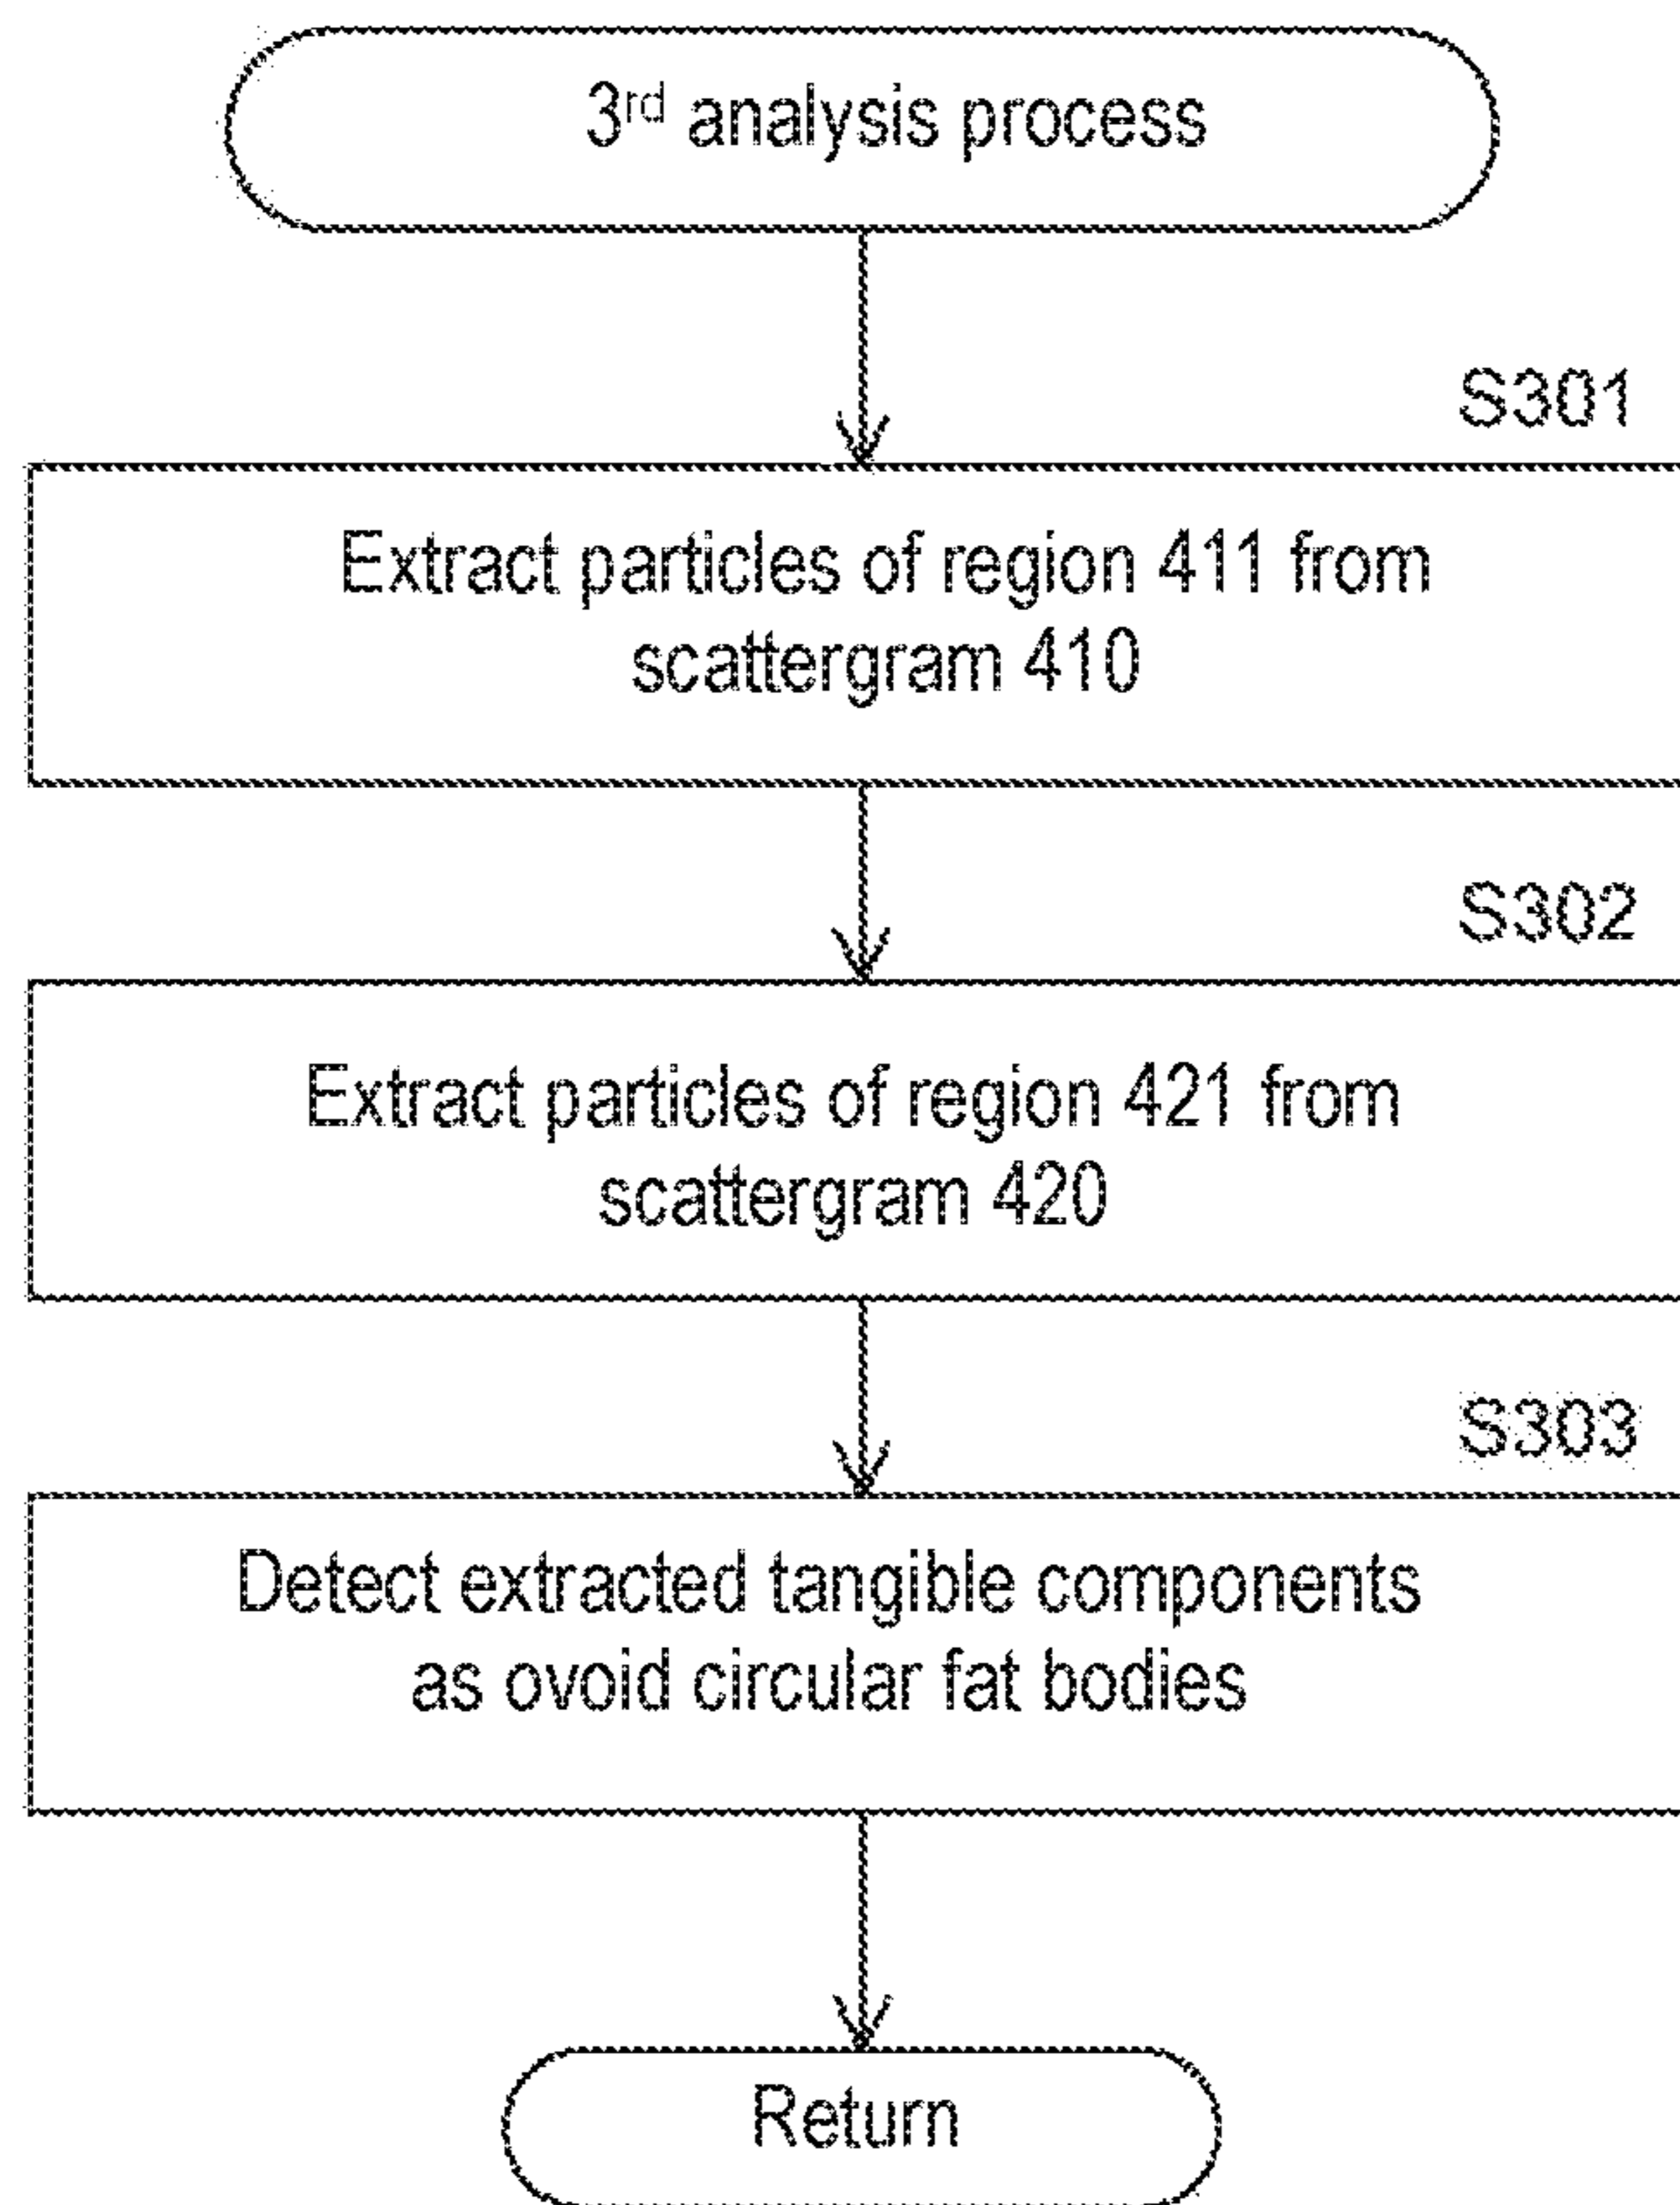 3rd analysis process
S301
Extract particles of region 411 from
scattergram 410
S302
Extract particles of region 421 from
scattergram 420
S303
Detect extracted tangible components
as ovoid circular fat bodies
Return